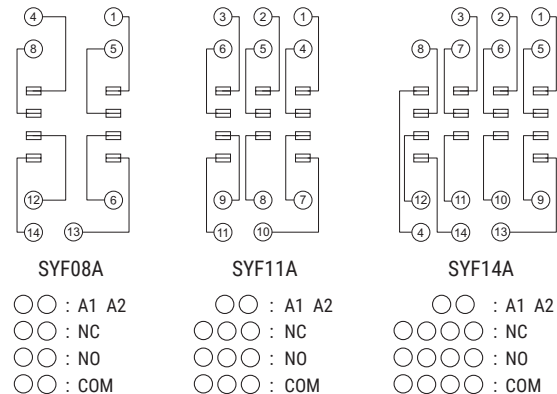 4 1 3 2 1 3 2 1
8 5 6 5 4 8 7 6 5
12 6 9 8 7 12 11 10 9
14 13 11 10 4 14 13
SYF08A SYF11A SYF14A
: A1 A2 : A1 A2 : A1 A2
: NC : NC : NC
: NO : NO : NO
: COM : COM : COM